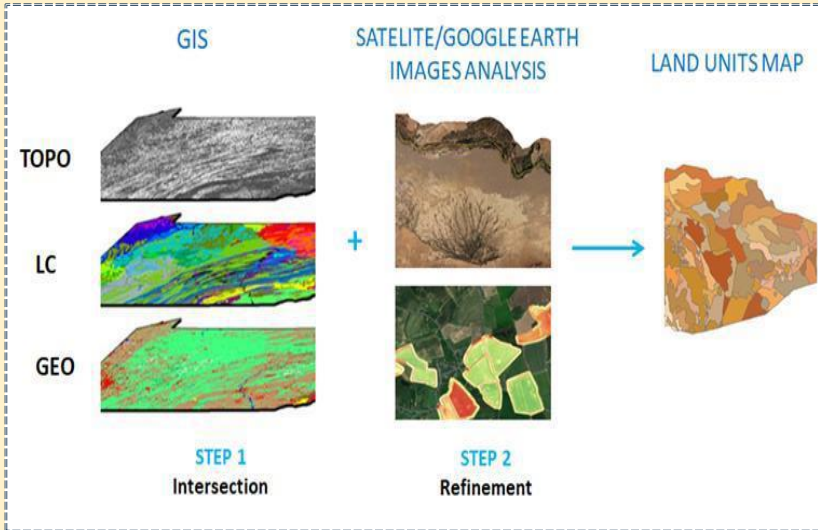 GIS
SATELITE/GOOGLE EARTH
IMAGES ANALYSIS
LAND UNITS MAP
TOPO
LC
GEO
+
STEP 1
Intersection
STEP 2
Refinement